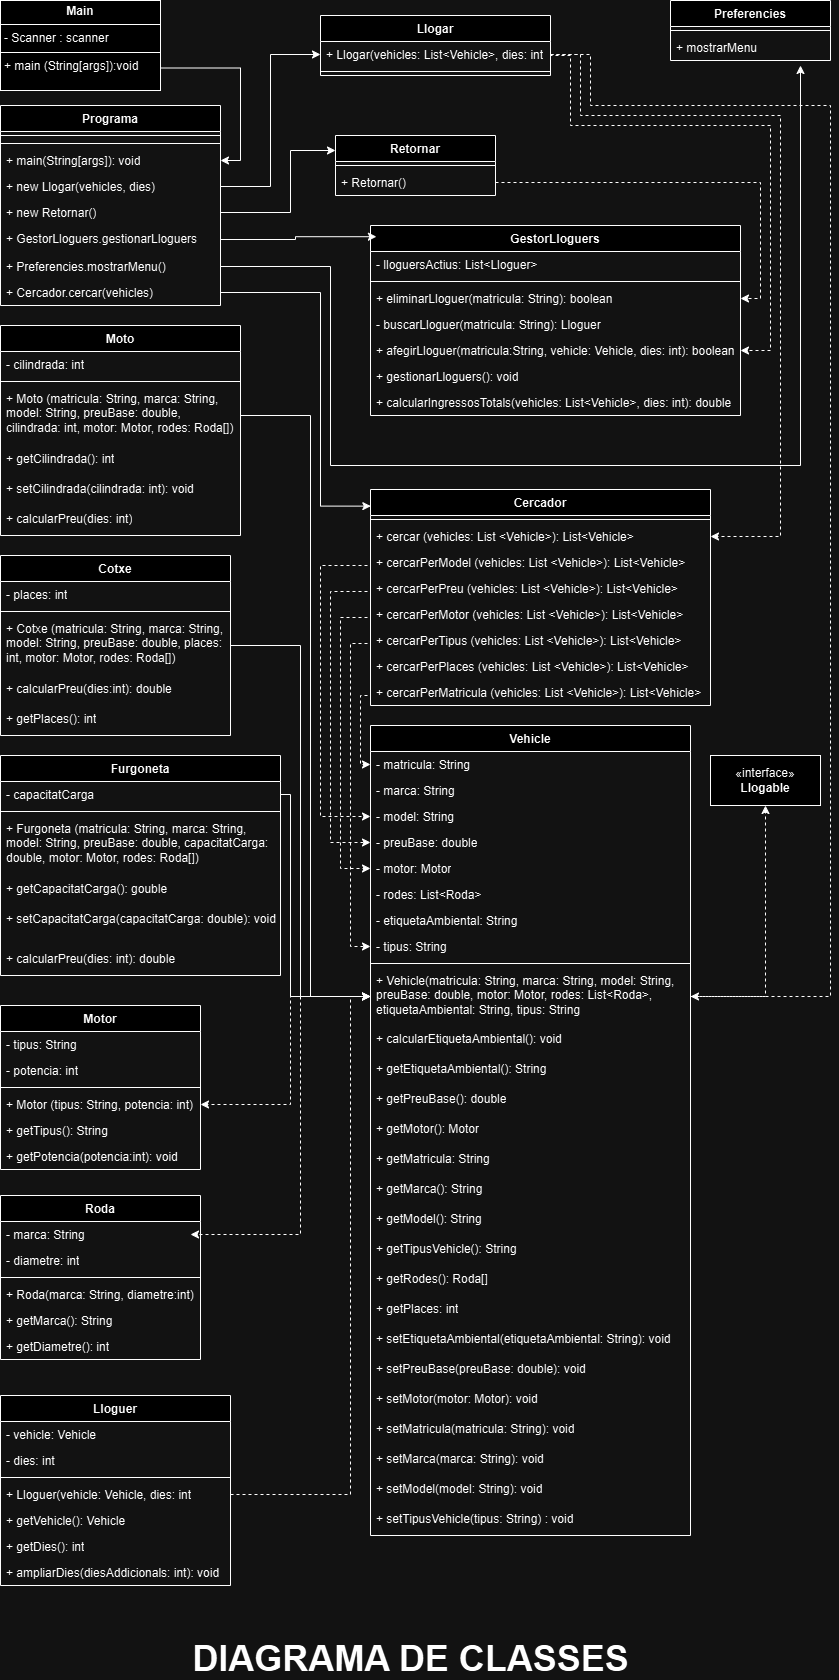 Main
- Scanner : scanner
+ main (String[args]):void
Programa
+ main(String[args]): void
+ new Llogar(vehicles, dies)
+ new Retornar()
+ GestorLloguers.gestionarLloguers
+ Preferencies.mostrarMenu()
+ Cercador.cercar(vehicles)
Llogar
+ Llogar(vehicles: List<Vehicle>, dies: int
Preferencies
+ mostrarMenu
Retornar
+ Retornar()
GestorLloguers
- lloguersActius: List<Lloguer>
+ eliminarLloguer(matricula: String): boolean
- buscarLloguer(matricula: String): Lloguer
+ afegirLloguer(matricula:String, vehicle: Vehicle, dies: int): boolean
+ gestionarLloguers(): void
+ calcularIngressosTotals(vehicles: List<Vehicle>, dies: int): double
Moto
- cilindrada: int
+ Moto (matricula: String, marca: String,
model: String, preuBase: double,
cilindrada: int, motor: Motor, rodes: Roda[])
+ getCilindrada(): int
+ setCilindrada(cilindrada: int): void
+ calcularPreu(dies: int)
Cercador
+ cercar (vehicles: List <Vehicle>): List<Vehicle>
+ cercarPerModel (vehicles: List <Vehicle>): List<Vehicle>
+ cercarPerPreu (vehicles: List <Vehicle>): List<Vehicle>
+ cercarPerMotor (vehicles: List <Vehicle>): List<Vehicle>
+ cercarPerTipus (vehicles: List <Vehicle>): List<Vehicle>
+ cercarPerPlaces (vehicles: List <Vehicle>): List<Vehicle>
+ cercarPerMatricula (vehicles: List <Vehicle>): List<Vehicle>
Cotxe
- places: int
+ Cotxe (matricula: String, marca: String,
model: String, preuBase: double, places:
int, motor: Motor, rodes: Roda[])
+ calcularPreu(dies:int): double
+ getPlaces(): int
Furgoneta
- capacitatCarga
+ Furgoneta (matricula: String, marca: String,
model: String, preuBase: double, capacitatCarga:
double, motor: Motor, rodes: Roda[])
+ getCapacitatCarga(): gouble
+ setCapacitatCarga(capacitatCarga: double): void
+ calcularPreu(dies: int): double
Vehicle
- matricula: String
- marca: String
- model: String
- preuBase: double
- motor: Motor
- rodes: List<Roda>
- etiquetaAmbiental: String
- tipus: String
+ Vehicle(matricula: String, marca: String, model: String,
preuBase: double, motor: Motor, rodes: List<Roda>,
etiquetaAmbiental: String, tipus: String
+ calcularEtiquetaAmbiental(): void
+ getEtiquetaAmbiental(): String
+ getPreuBase(): double
+ getMotor(): Motor
+ getMatricula: String
+ getMarca(): String
+ getModel(): String
+ getTipusVehicle(): String
+ getRodes(): Roda[]
+ getPlaces: int
+ setEtiquetaAmbiental(etiquetaAmbiental: String): void
+ setPreuBase(preuBase: double): void
+ setMotor(motor: Motor): void
+ setMatricula(matricula: String): void
+ setMarca(marca: String): void
+ setModel(model: String): void
+ setTipusVehicle(tipus: String) : void
«interface»
Llogable
Motor
- tipus: String
- potencia: int
+ Motor (tipus: String, potencia: int)
+ getTipus(): String
+ getPotencia(potencia:int): void
Roda
- marca: String
- diametre: int
+ Roda(marca: String, diametre:int)
+ getMarca(): String
+ getDiametre(): int
Lloguer
- vehicle: Vehicle
- dies: int
+ Lloguer(vehicle: Vehicle, dies: int
+ getVehicle(): Vehicle
+ getDies(): int
+ ampliarDies(diesAddicionals: int): void
DIAGRAMA DE CLASSES